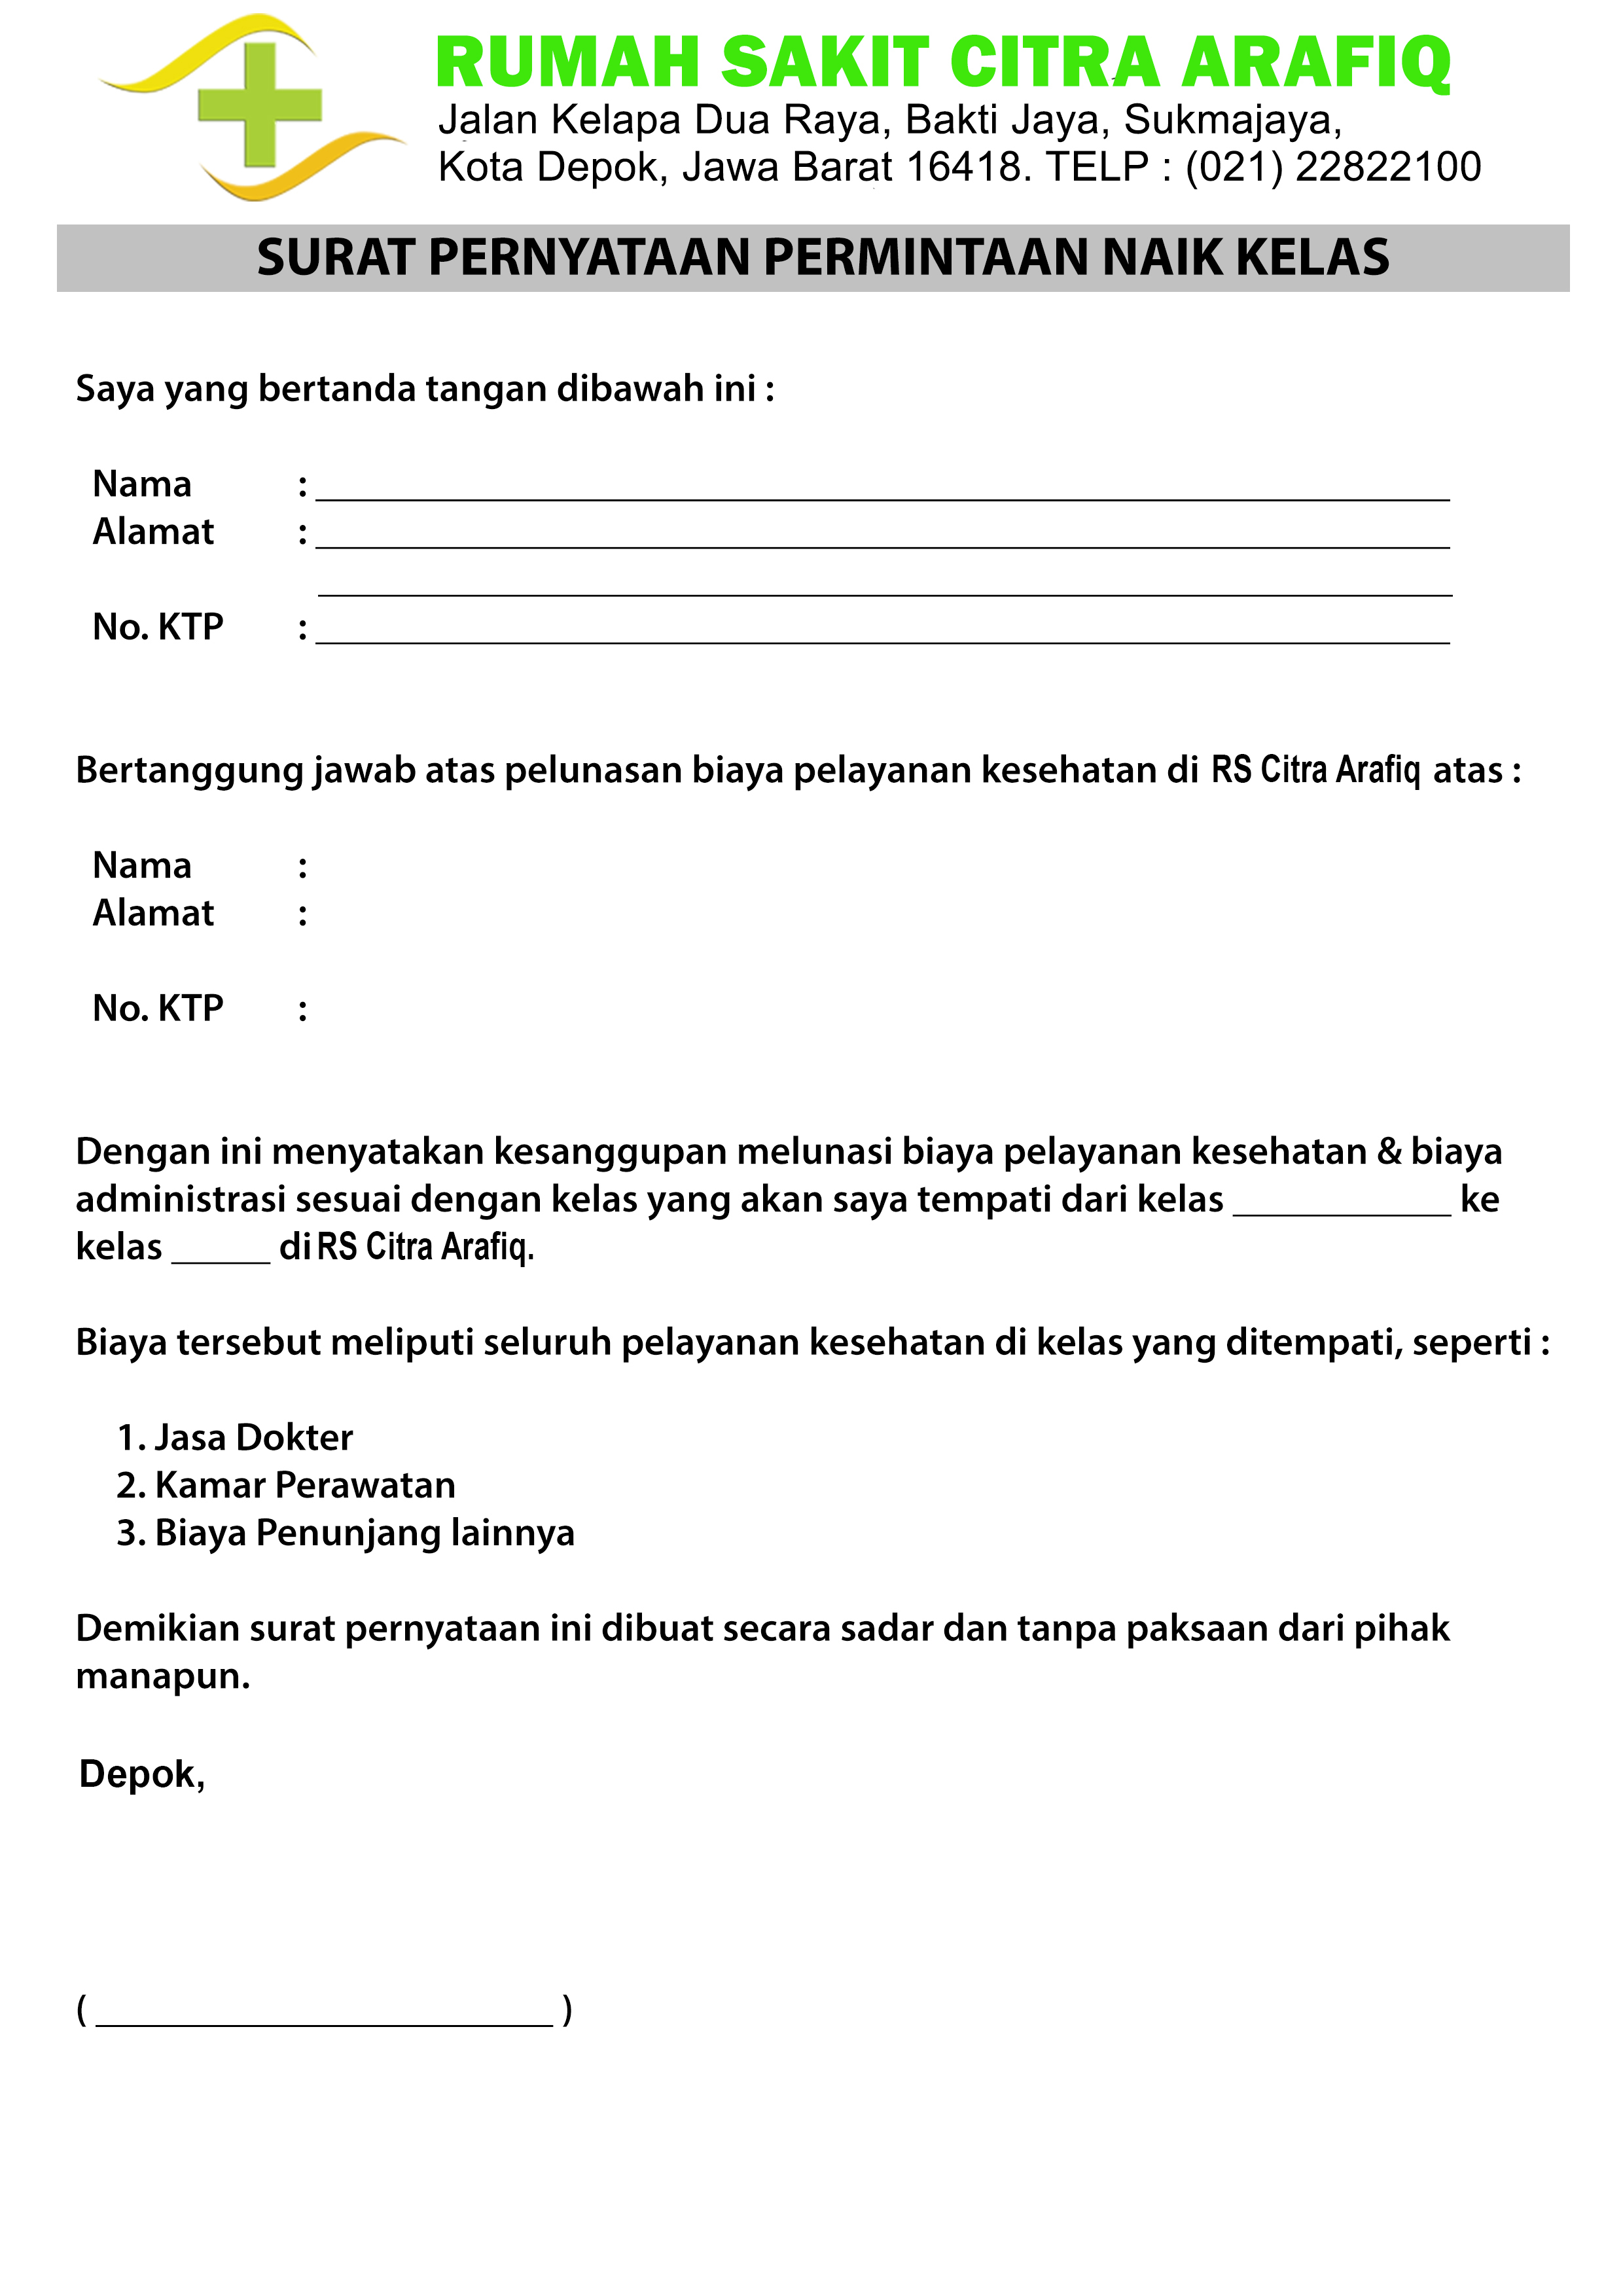 RUMAH SAKIT CITRA ARAFIQ
Jalan Kelapa Dua Raya, Bakti Jaya, Sukmajaya,
Kota Depok, Jawa Barat 16418. TELP : (021) 22822100
SURAT PERNYATAAN PERMINTAAN NAIK KELAS
Saya yang bertanda tangan dibawah ini :
Nama : ____________________
Alamat : ____________________
____________________
No. KTP : ____________________
Bertanggung jawab atas pelunasan biaya pelayanan kesehatan di RS Citra Arafiq atas :
Nama :
Alamat :
No. KTP :
Dengan ini menyatakan kesanggupan melunasi biaya pelayanan kesehatan & biaya
administrasi sesuai dengan kelas yang akan saya tempati dari kelas ___________ ke
kelas _____ di RS Citra Arafiq.
Biaya tersebut meliputi seluruh pelayanan kesehatan di kelas yang ditempati, seperti :
1. Jasa Dokter
2. Kamar Perawatan
3. Biaya Penunjang lainnya
Demikian surat pernyataan ini dibuat secara sadar dan tanpa paksaan dari pihak
manapun.
Depok,
( ____________________ )